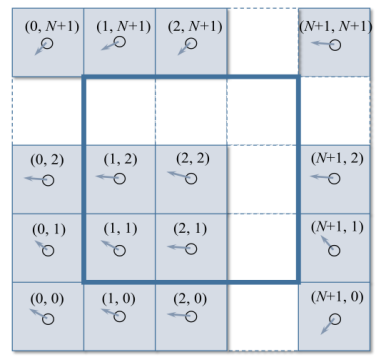 (0, N+1) (1, N+1) (2, N+1) (N+1, N+1)
(0, 2) (1, 2) (2, 2) (N+1, 2)
(0, 1) (1, 1) (2, 1) (N+1, 1)
(0, 0) (1, 0) (2, 0) (N+1, 0)